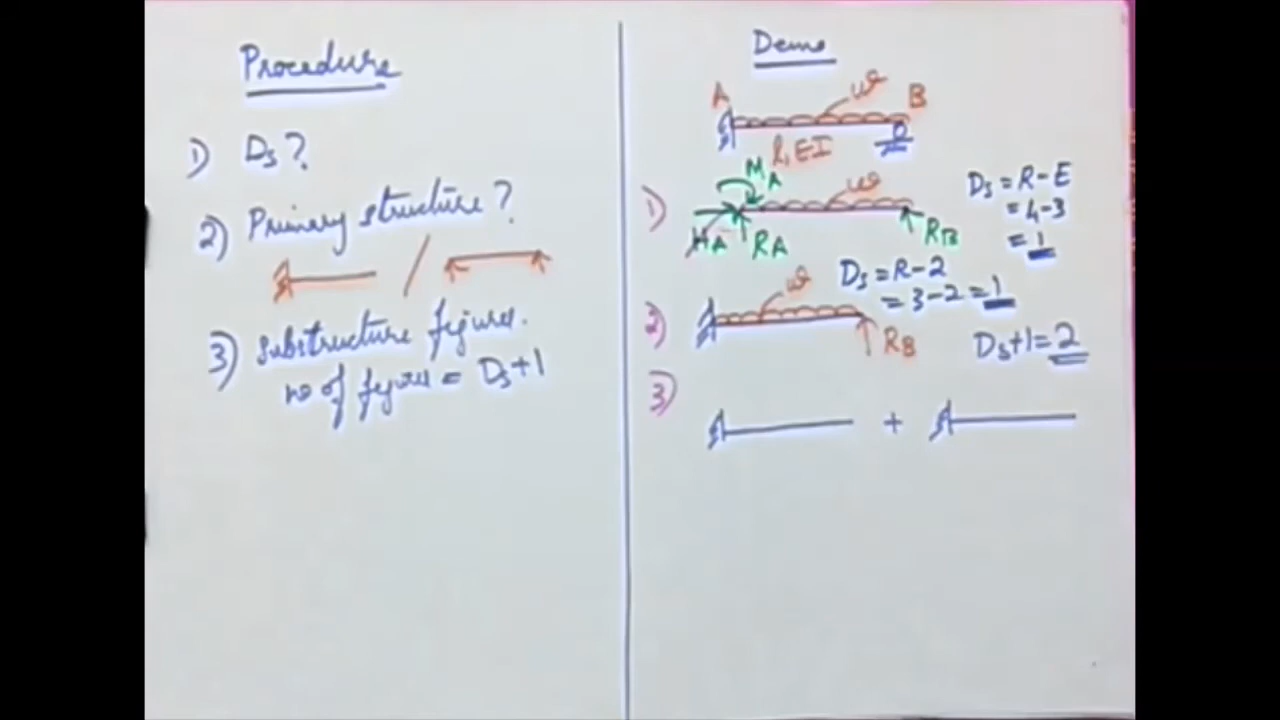 Procedure
1) Ds?
2) Primary structure?
3) Substructure figures.
no of figures = Ds+1
Demo
A w B
l, EI
1) MA w
HA RA RB
Ds = R-E
= 4-3
= 1
Ds = R-2
= 3-2 = 1
2) w
RB
Ds+1 = 2
3) +